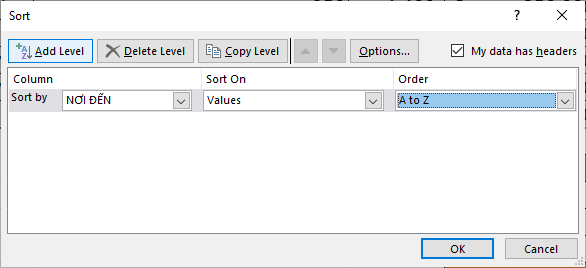 Sort
? 
Add Level Delete Level Copy Level Options... My data has headers
Column Sort On Order
Sort by NƠI ĐẾN Values A to Z
OK Cancel